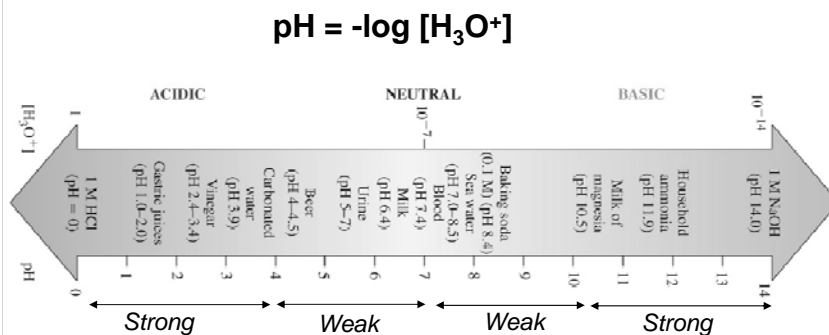 pH = -log [H₃O⁺]
ACIDIC
NEUTRAL
BASIC
[H₃O⁺]
1
10⁻⁷
10⁻¹⁴
1 M HCl
(pH = 0)
Gastric juices
(pH 1.0–2.0)
Vinegar
(pH 2.4–3.4)
Carbonated
water
(pH 3.9)
Beer
(pH 4–4.5)
Urine
(pH 5–7)
Milk
(pH 6.4)
Blood
(pH 7.4)
Sea water
(pH 7.0–8.5)
Baking soda
(0.1 M) (pH 8.4)
Milk of
magnesia
(pH 10.5)
Household
ammonia
(pH 11.9)
1 M NaOH
(pH 14.0)
pH
0
1
2
3
4
5
6
7
8
9
10
11
12
13
14
Strong
Weak
Weak
Strong